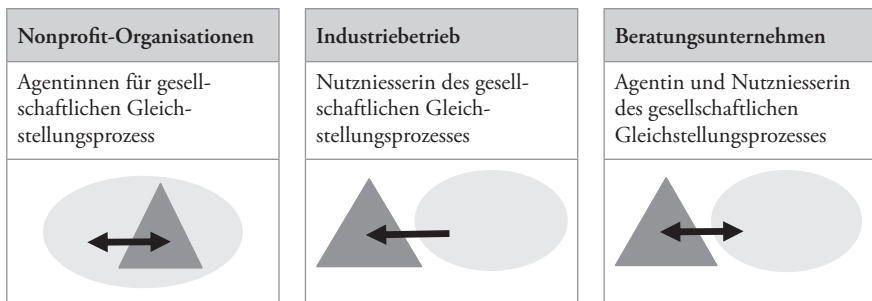 Nonprofit-Organisationen
Agentinnen für gesell-
schaftlichen Gleich-
stellungsprozess
Industriebetrieb
Nutzniesserin des gesell-
schaftlichen Gleich-
stellungsprozesses
Beratungsunternehmen
Agentin und Nutzniesserin
des gesellschaftlichen
Gleichstellungsprozesses